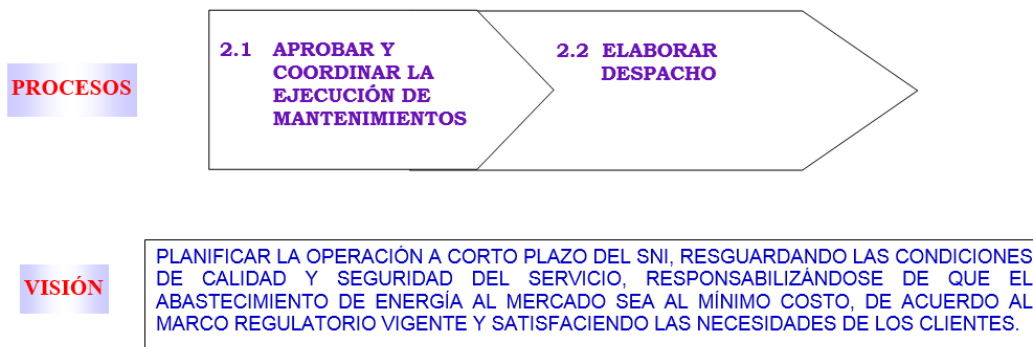 PROCESOS
2.1 APROBAR Y
COORDINAR LA
EJECUCIÓN DE
MANTENIMIENTOS
2.2 ELABORAR
DESPACHO
VISIÓN
PLANIFICAR LA OPERACIÓN A CORTO PLAZO DEL SNI, RESGUARDANDO LAS CONDICIONES
DE CALIDAD Y SEGURIDAD DEL SERVICIO, RESPONSABILIZÁNDOSE DE QUE EL
ABASTECIMIENTO DE ENERGÍA AL MERCADO SEA AL MÍNIMO COSTO, DE ACUERDO AL
MARCO REGULATORIO VIGENTE Y SATISFACIENDO LAS NECESIDADES DE LOS CLIENTES.